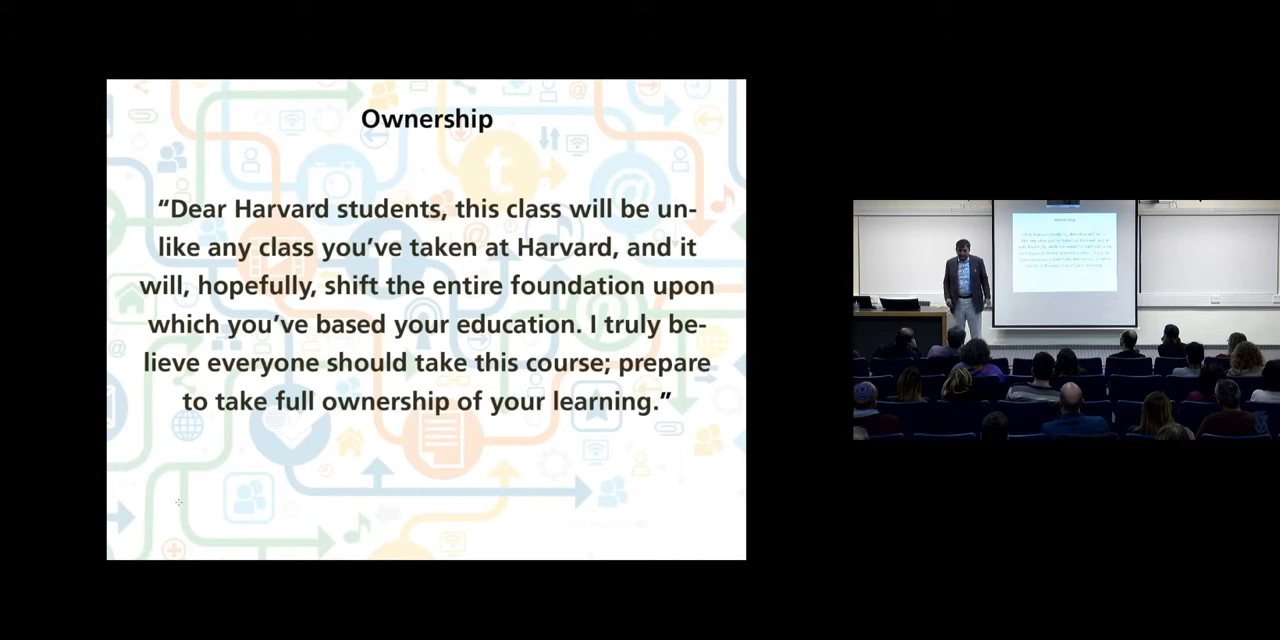 Ownership
“Dear Harvard students, this class will be un-
like any class you’ve taken at Harvard, and it
will, hopefully, shift the entire foundation upon
which you’ve based your education. I truly be-
lieve everyone should take this course; prepare
to take full ownership of your learning.”